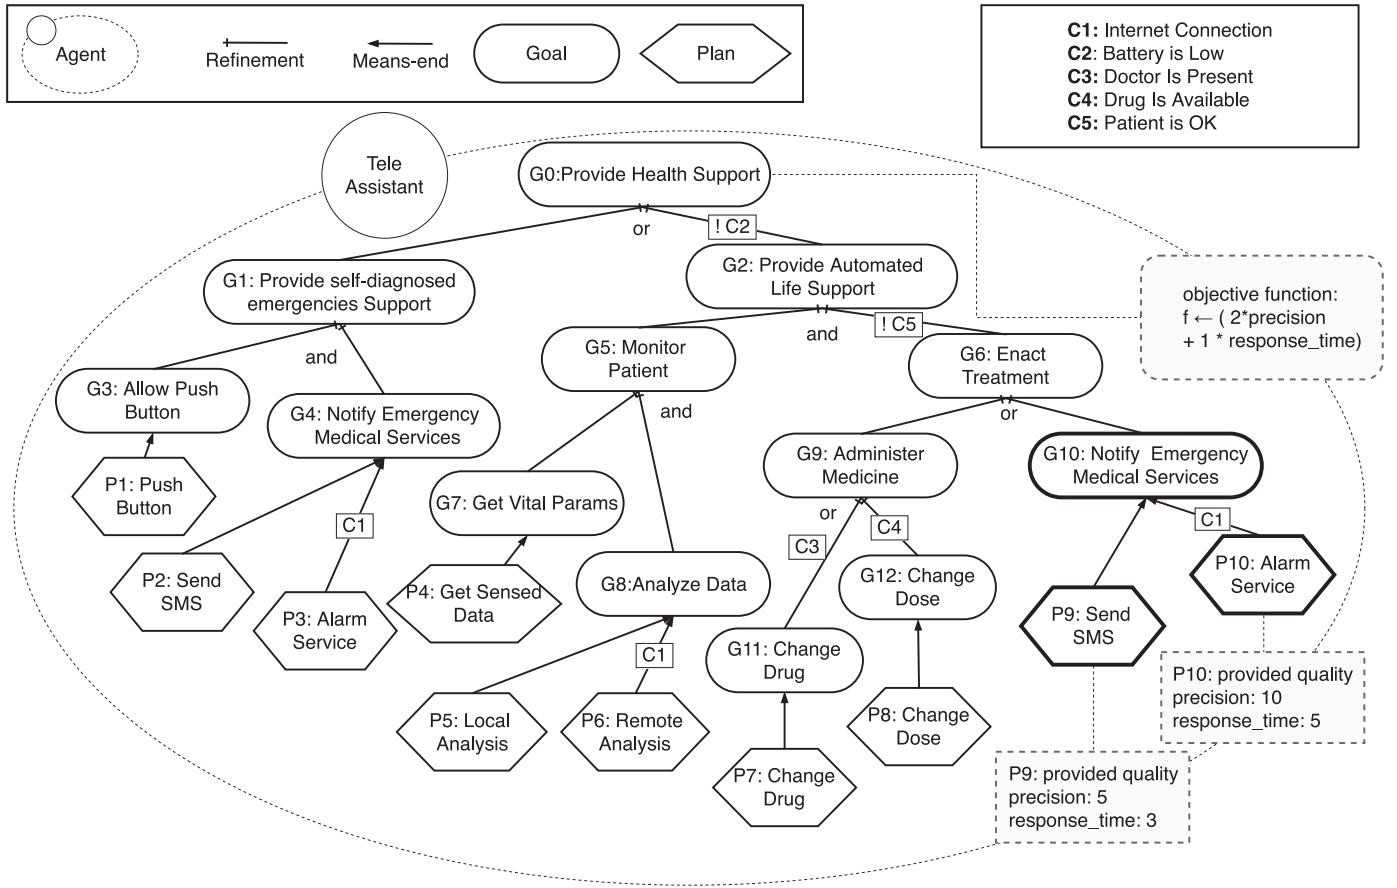 Agent
Refinement
Means-end
Goal
Plan
C1: Internet Connection
C2: Battery is Low
C3: Doctor Is Present
C4: Drug Is Available
C5: Patient is OK
Tele
Assistant
G0:Provide Health Support
or
! C2
G1: Provide self-diagnosed
emergencies Support
G2: Provide Automated
Life Support
objective function:
f ← ( 2*precision
+ 1 * response_time)
and
and
! C5
G3: Allow Push
Button
G4: Notify Emergency
Medical Services
G5: Monitor
Patient
G6: Enact
Treatment
and
or
P1: Push
Button
C1
P2: Send
SMS
P3: Alarm
Service
G7: Get Vital Params
G9: Administer
Medicine
G10: Notify Emergency
Medical Services
or
C3
C4
C1
P4: Get Sensed
Data
G8:Analyze Data
G12: Change
Dose
P10: Alarm
Service
P9: Send
SMS
C1
G11: Change
Drug
P5: Local
Analysis
P6: Remote
Analysis
P8: Change
Dose
P7: Change
Drug
P10: provided quality
precision: 10
response_time: 5
P9: provided quality
precision: 5
response_time: 3